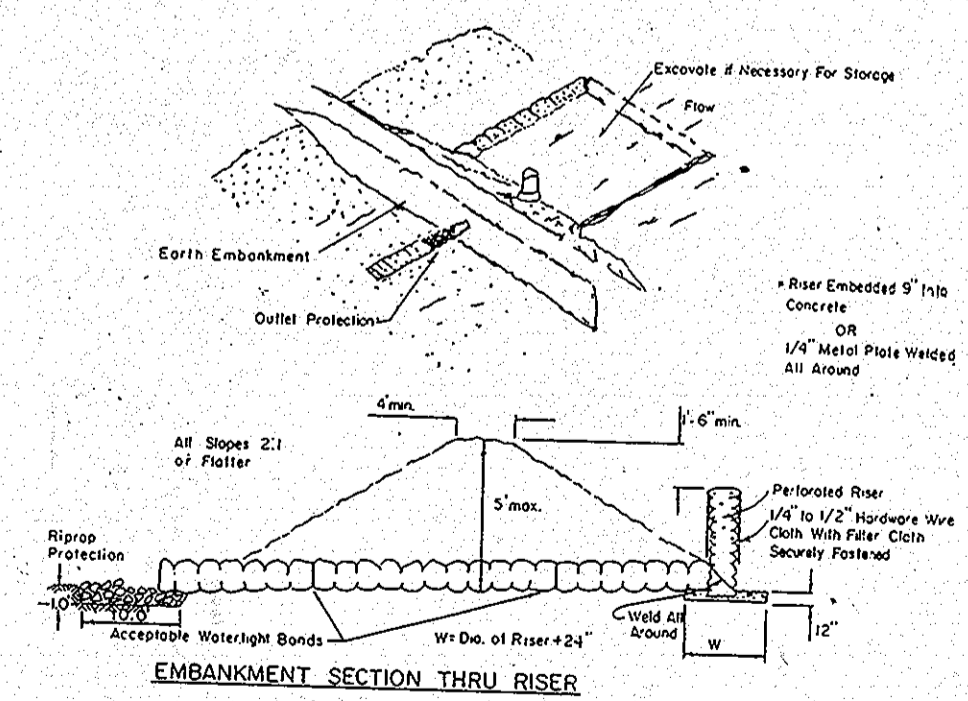 Excavate if Necessary For Storage
Flow
Earth Embankment
Outlet Protection
* Riser Embedded 9" Into
Concrete
OR
1/4" Metal Plate Welded
All Around
4' min.
1'-6" min.
All Slopes 2:1
or Flatter
5' max.
Perforated Riser
1/4" to 1/2" Hardware Wire
Cloth With Filter Cloth
Securely Fastened
Riprap
Protection
1.0'
10.0'
Acceptable Watertight Bands
W= Dia. of Riser +24"
Weld All
Around
W
12"
EMBANKMENT SECTION THRU RISER